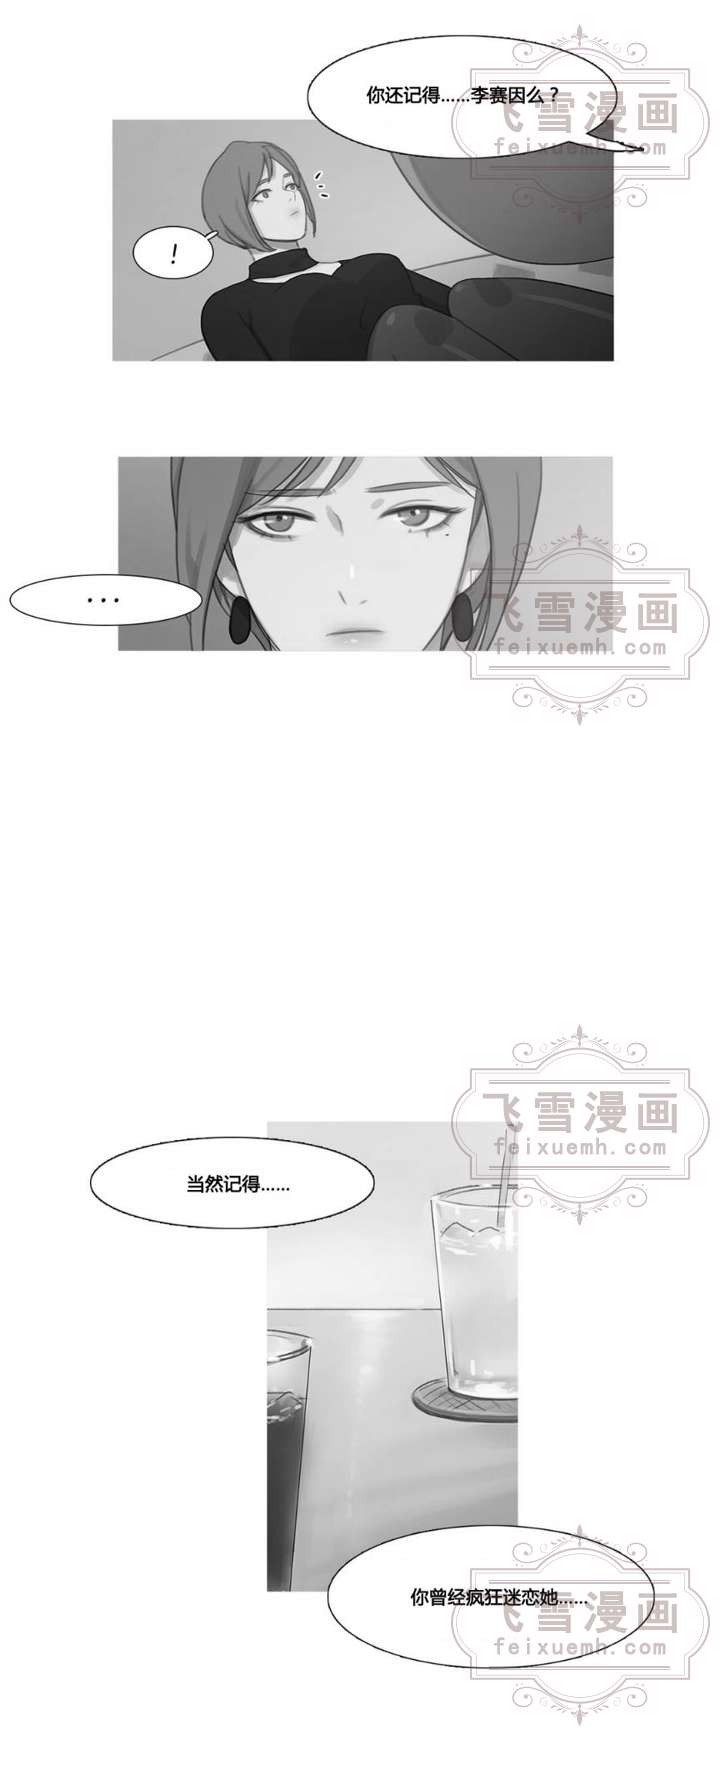 你还记得……李赛因么？
飞雪漫画
feixuemh.com
！
...
飞雪漫画
feixuemh.com
飞雪漫画
feixuemh.com
当然记得……
你曾经疯狂迷恋她……
飞雪漫画
feixuemh.com